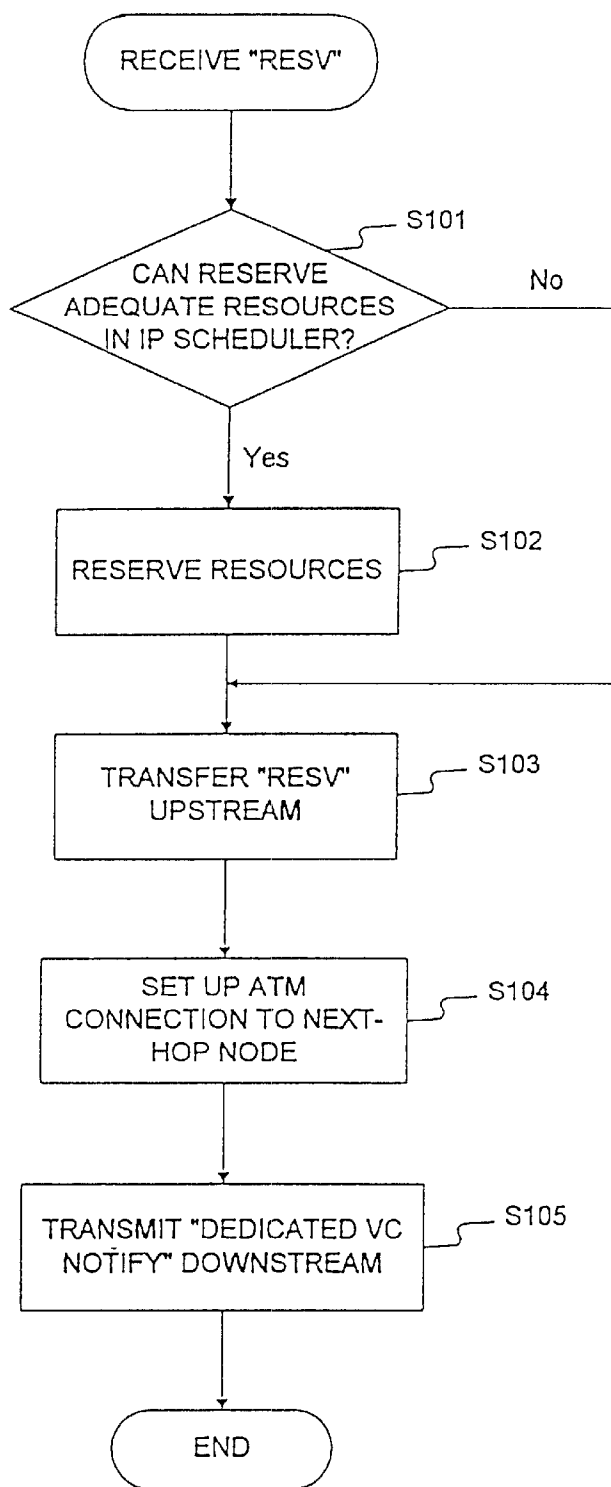 RECEIVE "RESV"
S101
CAN RESERVE
ADEQUATE RESOURCES
IN IP SCHEDULER?
No
Yes
RESERVE RESOURCES
S102
TRANSFER "RESV"
UPSTREAM
S103
SET UP ATM
CONNECTION TO NEXT-
HOP NODE
S104
TRANSMIT "DEDICATED VC
NOTIFY" DOWNSTREAM
S105
END